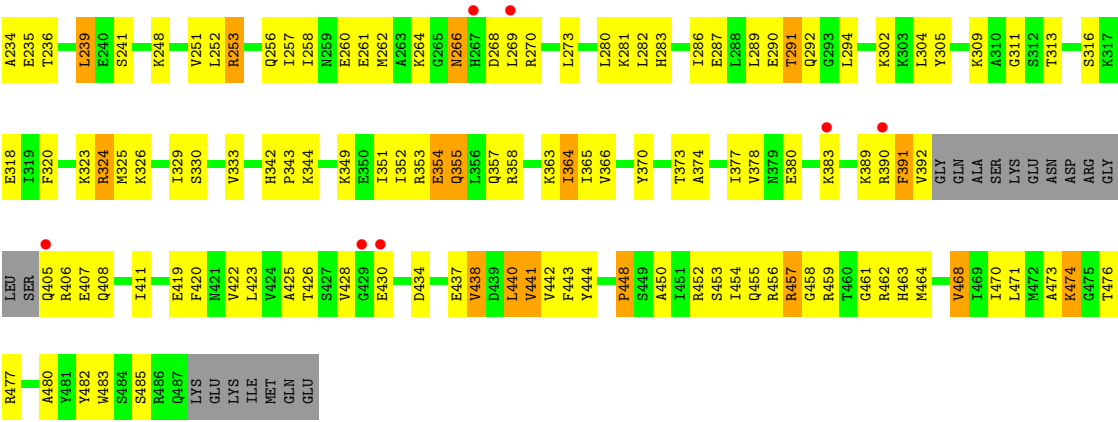 A234 E235 T236 L239 E240 S241 K248 V251 L252 R253 Q256 I257 I258 N259 E260 E261 M262 A263 K264 G265 N266 H267 D268 L269 R270 L273 L280 K281 L282 H283 I286 E287 L288 L289 E290 T291 Q292 G293 L294 K302 K303 L304 Y305 K309 A310 G311 S312 T313 S316 K317
E318 I319 F320 K323 R324 M325 K326 I329 S330 V333 H342 P343 K344 K349 E350 I351 I352 R353 E354 Q355 L356 Q357 R358 K363 I364 I365 V366 Y370 T373 A374 I377 V378 N379 E380 K383 K389 R390 F391 V392 GLY GLN ALA SER LYS GLU ASN ASP ARG GLY
LEU SER Q405 R406 E407 Q408 I411 E419 F420 N421 V422 L423 V424 A425 T426 S427 V428 G429 E430 D434 E437 V438 D439 L440 V441 V442 F443 Y444 P448 S449 A450 I451 R452 S453 I454 Q455 R456 R457 G458 R459 T460 G461 R462 H463 M464 V468 I469 I470 L471 M472 A473 K474 G475 T476
R477 A480 Y481 Y482 W483 S484 S485 R486 Q487 LYS GLU LYS ILE MET GLN GLU